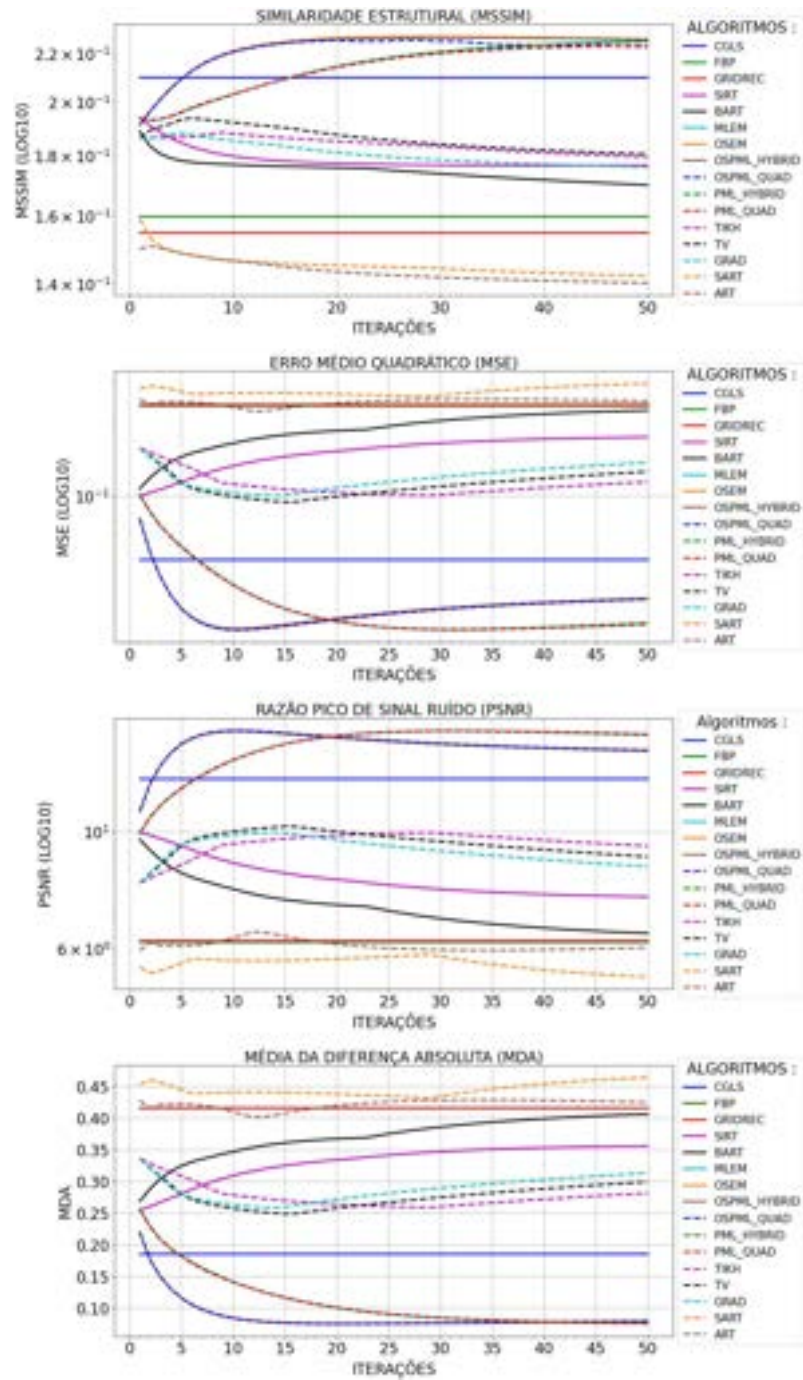 SIMILARIDADE ESTRUTURAL (MSSIM)
MSSIM (LOG10)
2.2 × 10⁻¹
2 × 10⁻¹
1.8 × 10⁻¹
1.6 × 10⁻¹
1.4 × 10⁻¹
0 5 10 15 20 25 30 35 40 45 50
ITERAÇÕES
ALGORITMOS :
CGLS
FBP
GRIDREC
SIRT
BART
MLEM
OSEM
OSPML_HYBRID
OSPML_QUAD
PML_HYBRID
PML_QUAD
TIKH
TV
GRAD
SART
ART
ERRO MÉDIO QUADRÁTICO (MSE)
MSE (LOG10)
10⁻¹
0 5 10 15 20 25 30 35 40 45 50
ITERAÇÕES
ALGORITMOS :
CGLS
FBP
GRIDREC
SIRT
BART
MLEM
OSEM
OSPML_HYBRID
OSPML_QUAD
PML_HYBRID
PML_QUAD
TIKH
TV
GRAD
SART
ART
RAZÃO PICO DE SINAL RUÍDO (PSNR)
PSNR (LOG10)
10¹
6 × 10⁰
0 5 10 15 20 25 30 35 40 45 50
ITERAÇÕES
Algoritmos :
CGLS
FBP
GRIDREC
SIRT
BART
MLEM
OSEM
OSPML_HYBRID
OSPML_QUAD
PML_HYBRID
PML_QUAD
TIKH
TV
GRAD
SART
ART
MÉDIA DA DIFERENÇA ABSOLUTA (MDA)
MDA
0.45
0.40
0.35
0.30
0.25
0.20
0.15
0.10
0 5 10 15 20 25 30 35 40 45 50
ITERAÇÕES
ALGORITMOS :
CGLS
FBP
GRIDREC
SIRT
BART
MLEM
OSEM
OSPML_HYBRID
OSPML_QUAD
PML_HYBRID
PML_QUAD
TIKH
TV
GRAD
SART
ART